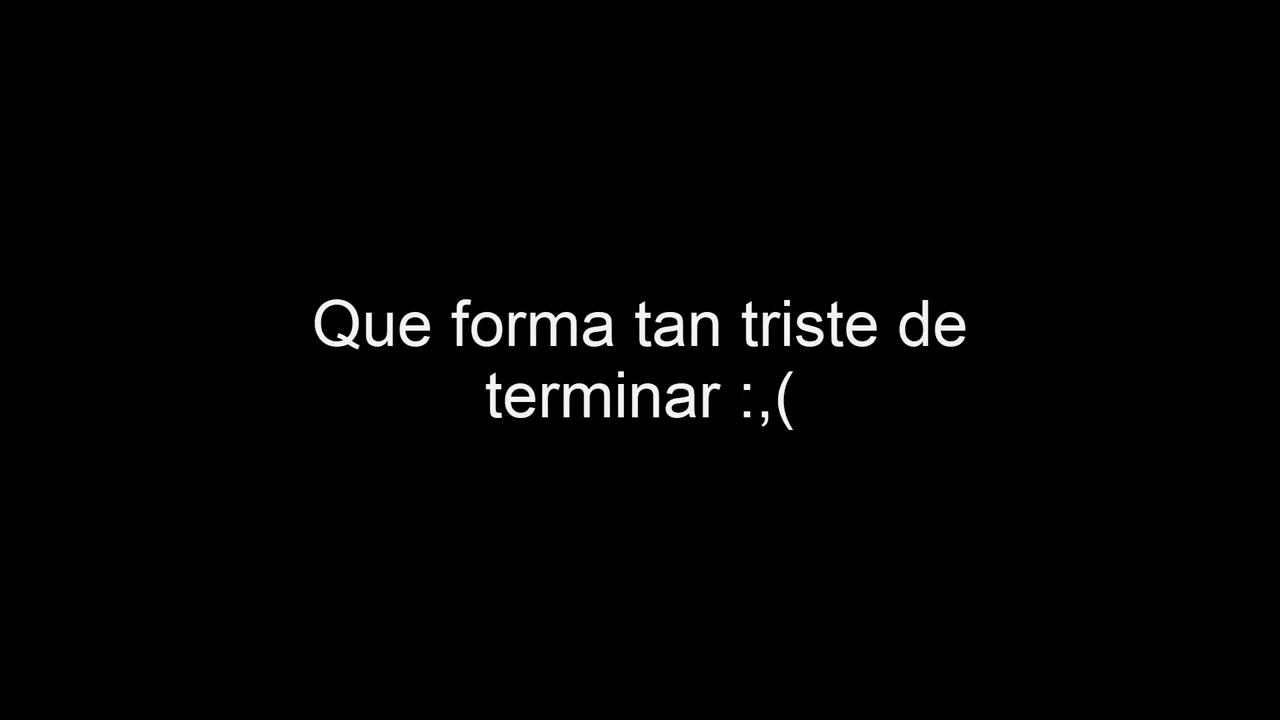 Que forma tan triste de
terminar :,(